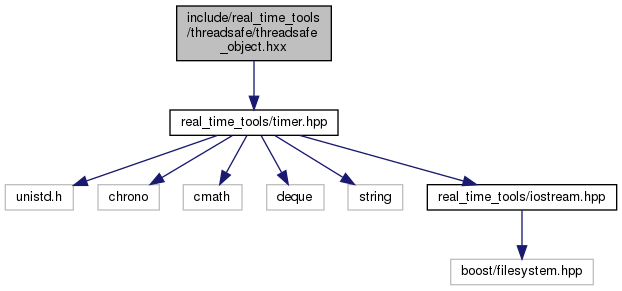 include/real_time_tools
/threadsafe/threadsafe
_object.hxx
real_time_tools/timer.hpp
unistd.h
chrono
cmath
deque
string
real_time_tools/iostream.hpp
boost/filesystem.hpp